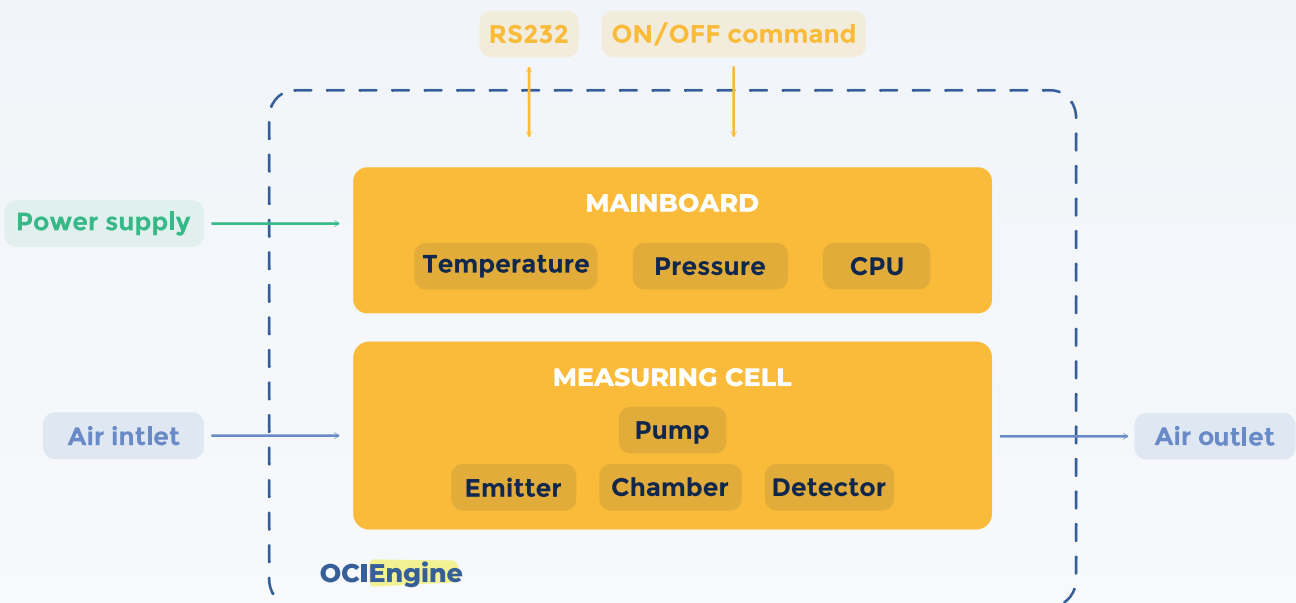 RS232 ON/OFF command
MAINBOARD
Power supply
Temperature Pressure CPU
MEASURING CELL
Pump
Air intlet
Air outlet
Emitter Chamber Detector
OCIEngine